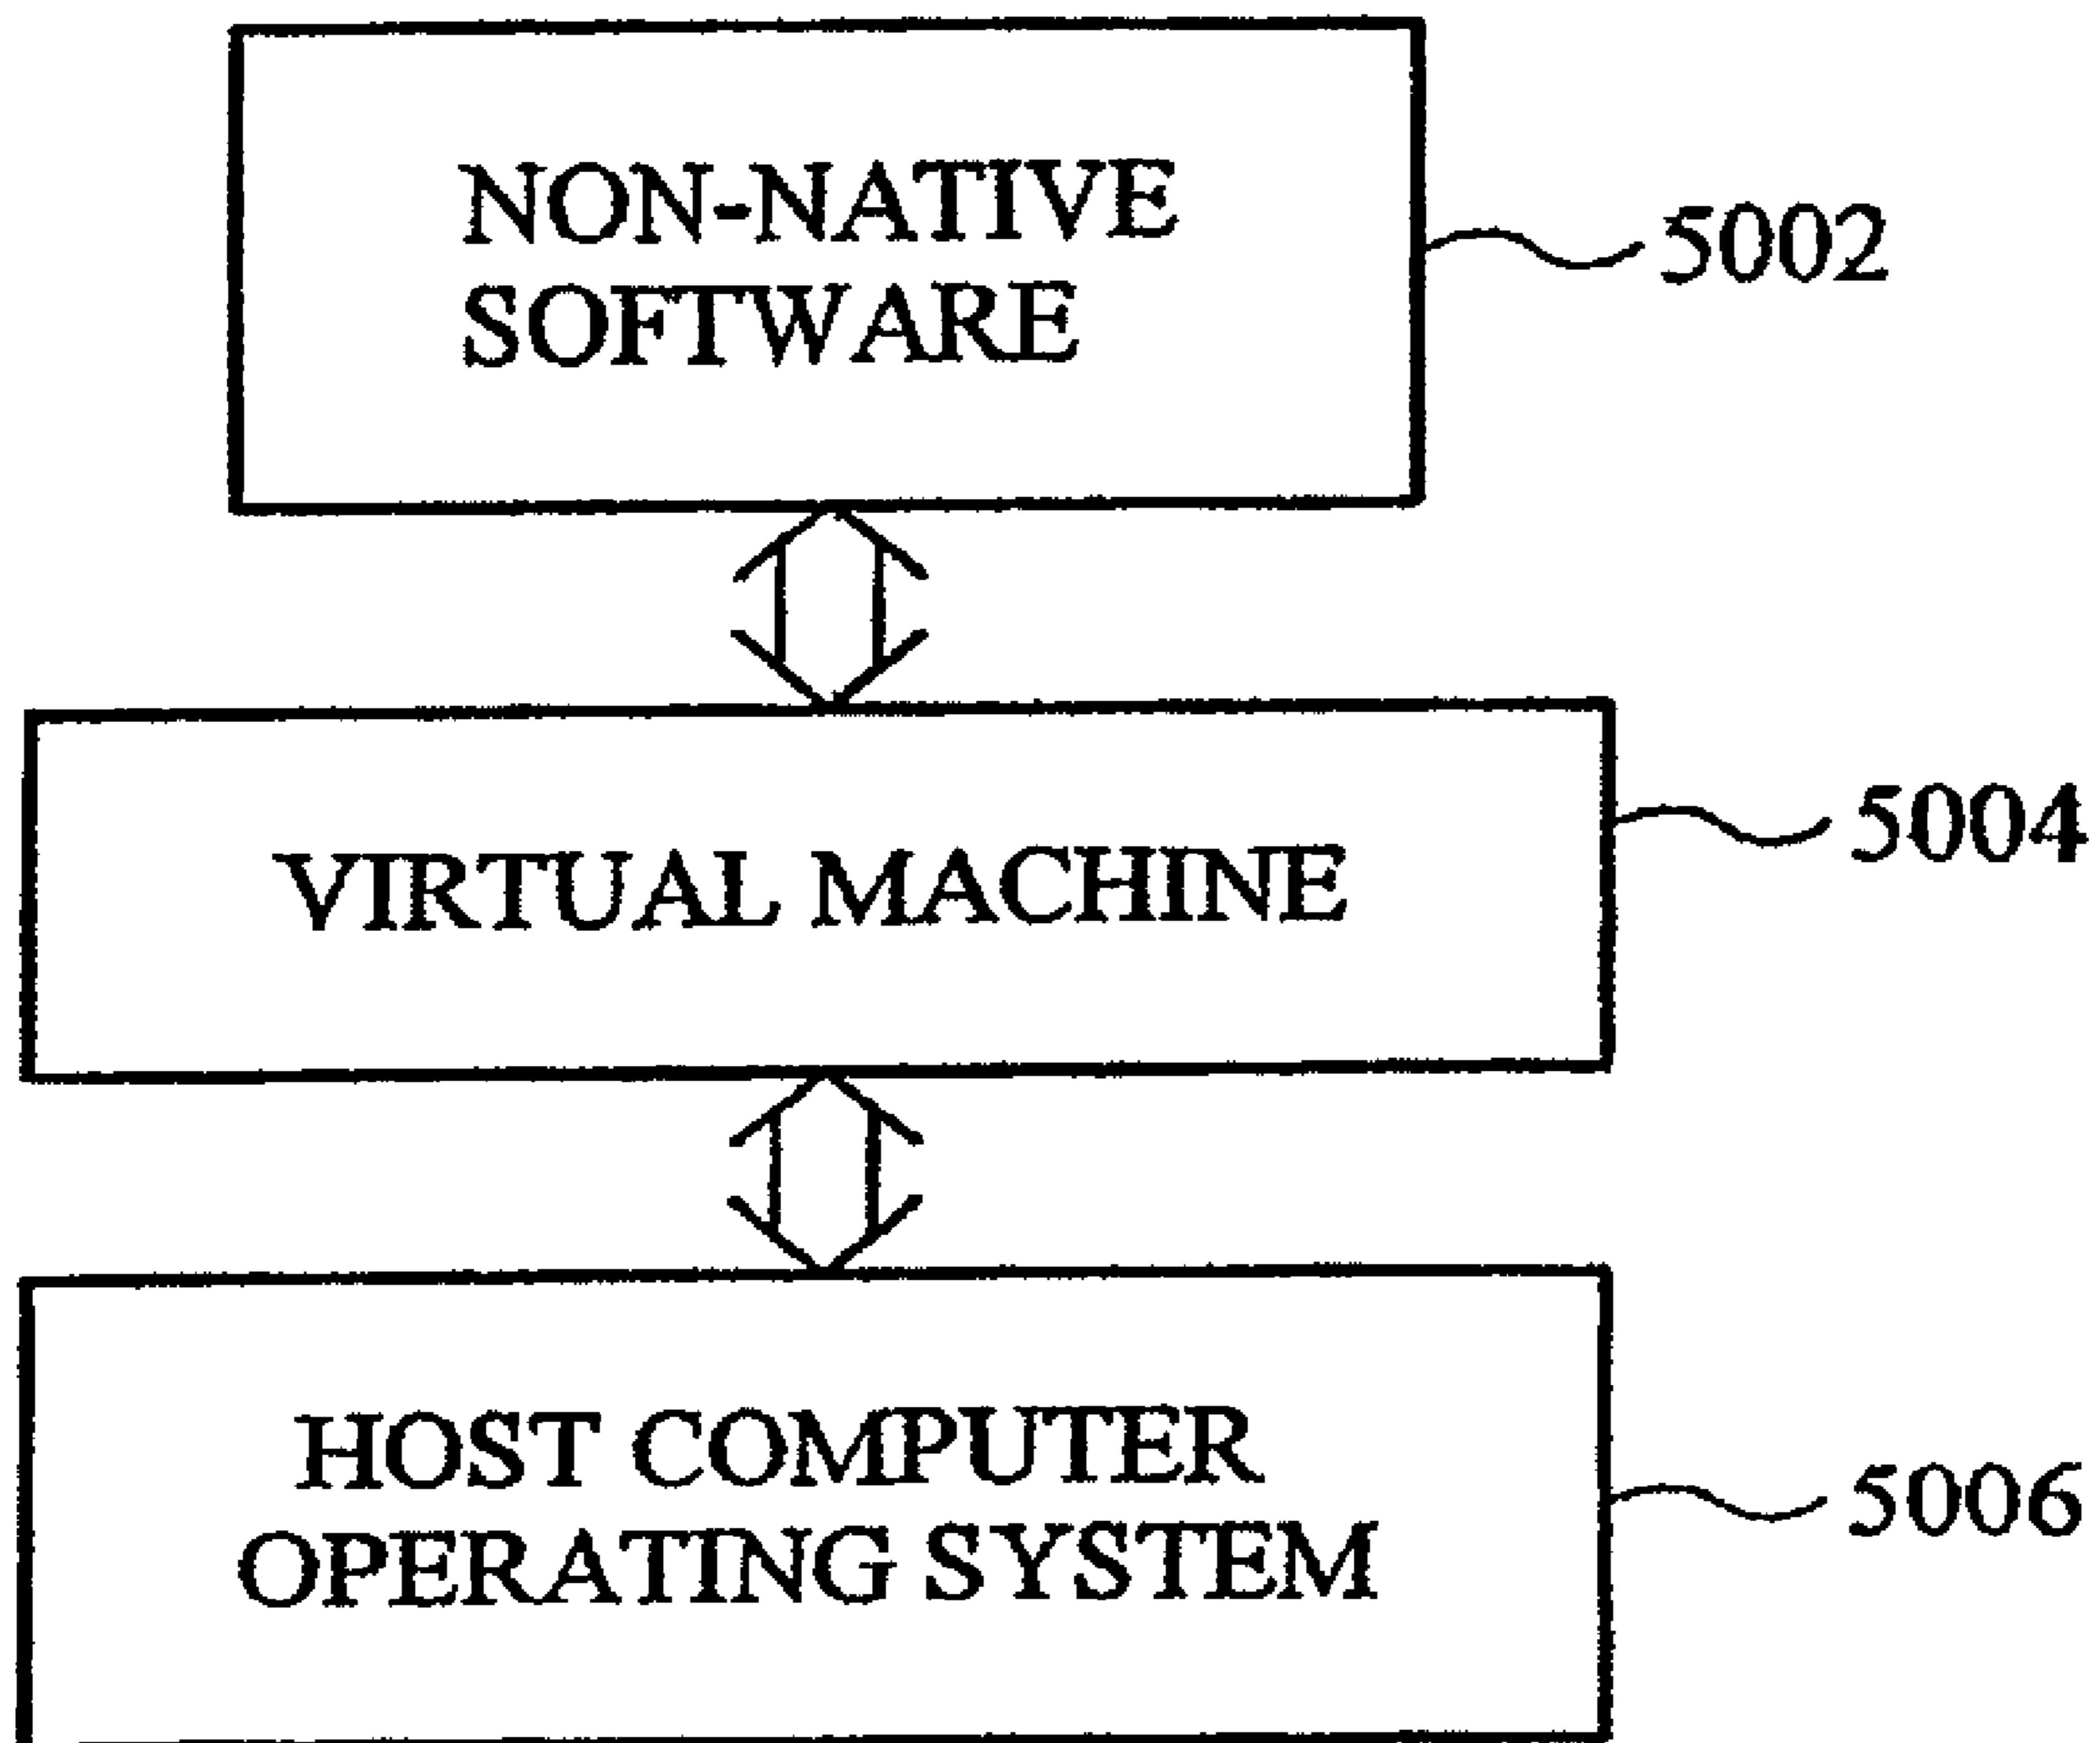 NON-NATIVE
SOFTWARE
5002
VIRTUAL MACHINE
5004
HOST COMPUTER
OPERATING SYSTEM
5006